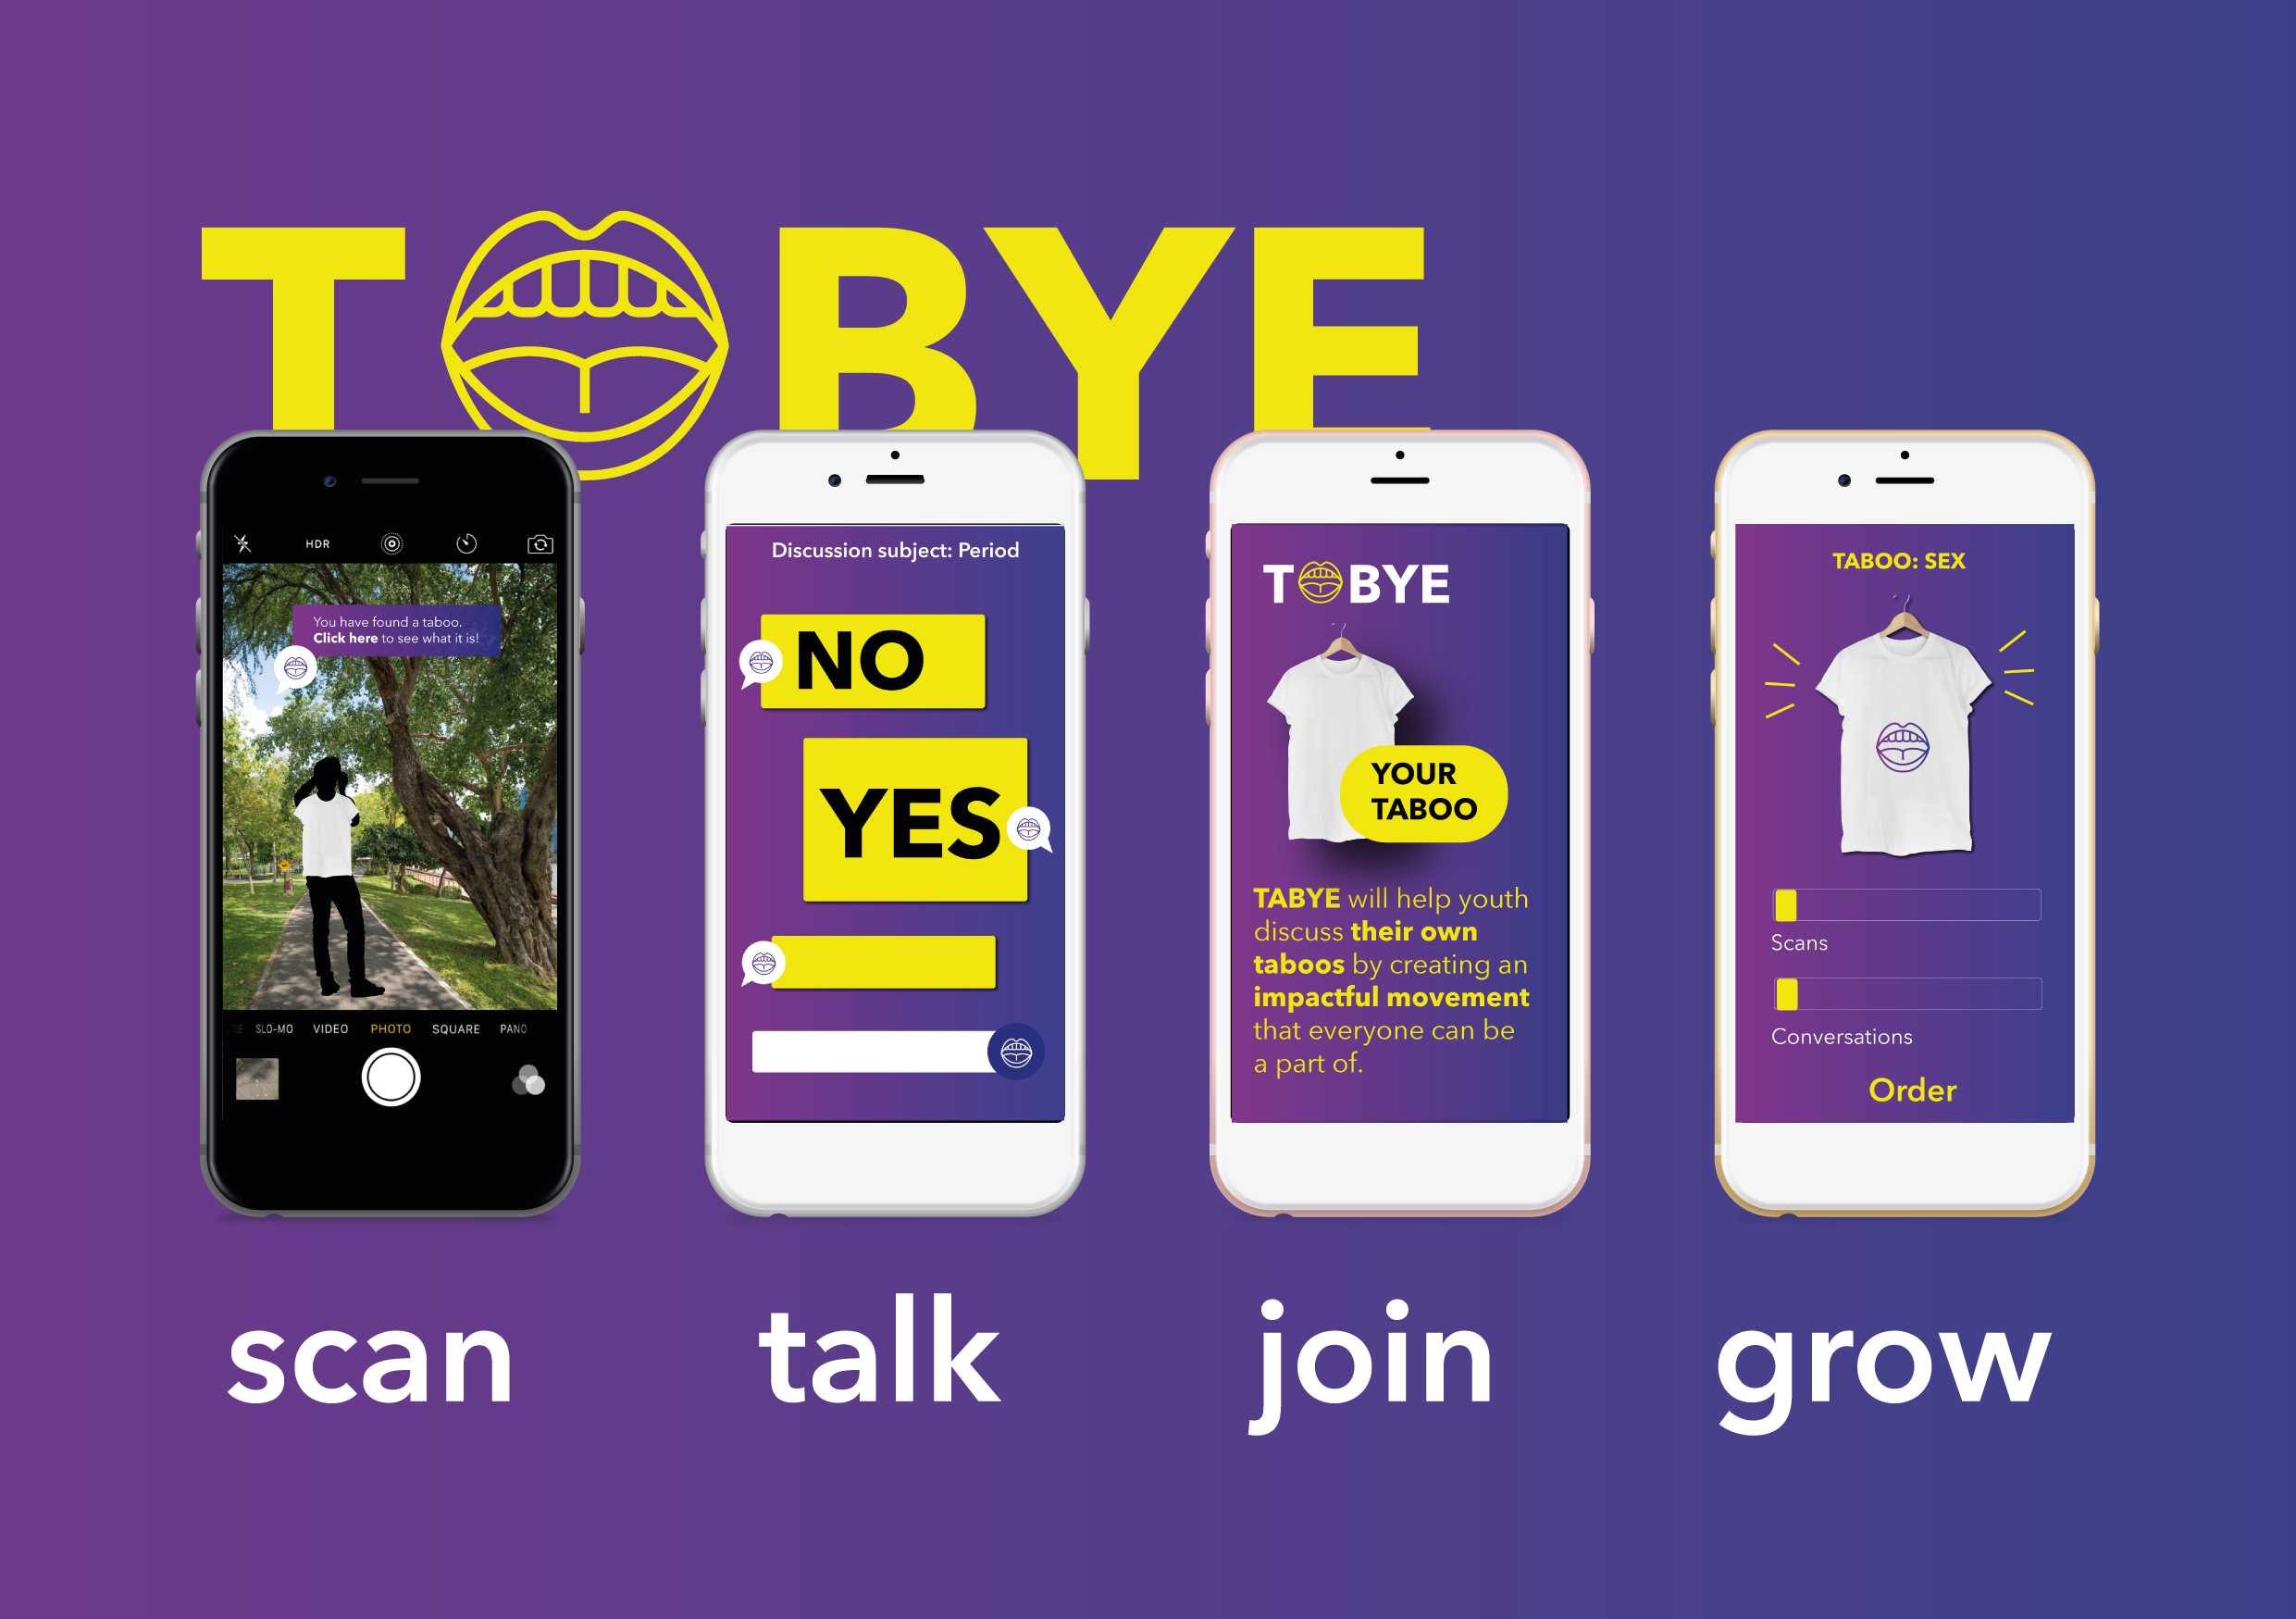 TOBYE
HDR
You have found a taboo.
Click here to see what it is!
SLO-MO VIDEO PHOTO SQUARE PANO
Discussion subject: Period
NO
YES
TOBYE
YOUR
TABOO
TABYE will help youth
discuss their own
taboos by creating an
impactful movement
that everyone can be
a part of.
TABOO: SEX
Scans
Conversations
Order
scan
talk
join
grow